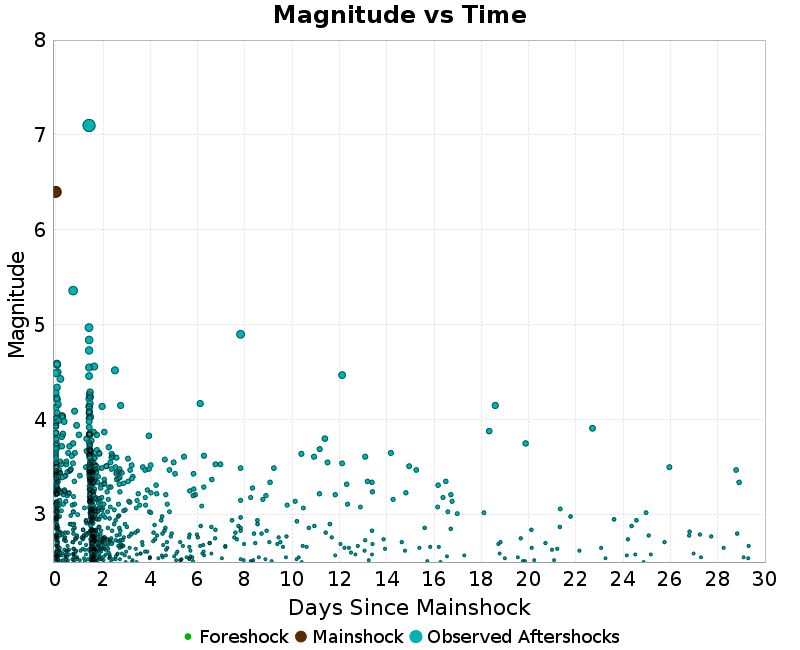 Magnitude vs Time
8
7
6
5
4
3
Magnitude
0 2 4 6 8 10 12 14 16 18 20 22 24 26 28 30
Days Since Mainshock
Foreshock Mainshock Observed Aftershocks